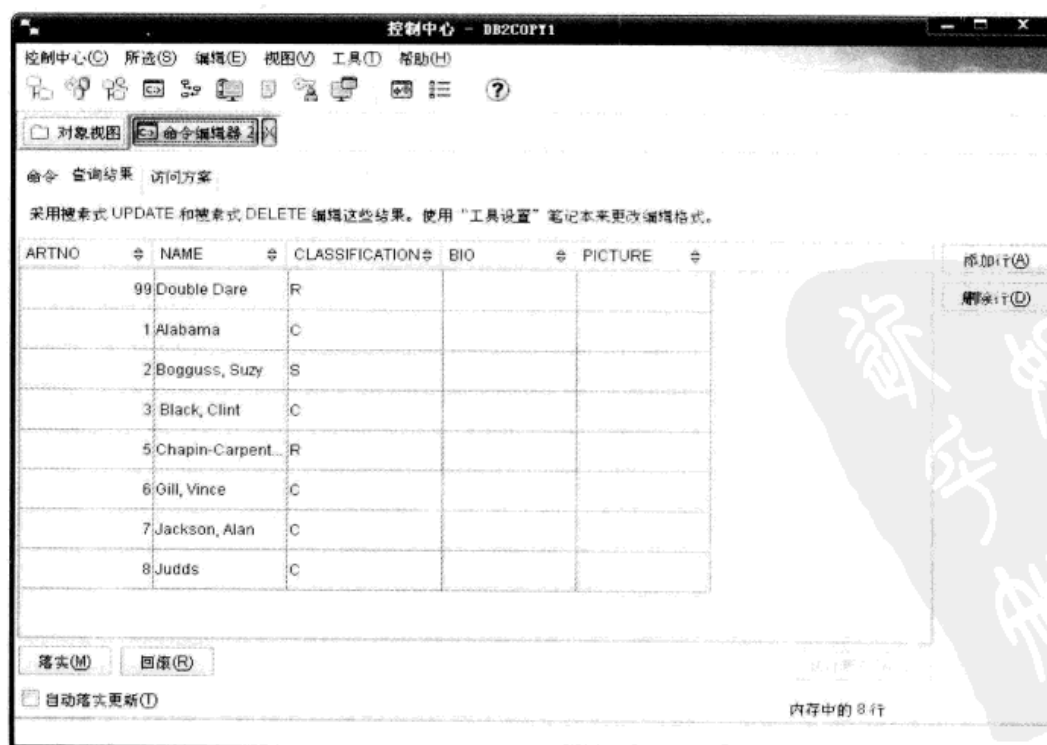 控制中心 - DB2COPY1
控制中心(C) 所选(S) 编辑(E) 视图(V) 工具(T) 帮助(H)
对象视图 命令编辑器 2
命令 查询结果 访问方案
采用搜索式 UPDATE 和搜索式 DELETE 编辑这些结果。使用“工具设置”笔记本来更改编辑格式。
ARTNO NAME CLASSIFICATION BIO PICTURE
添加行(A)
99 Double Dare R
删除行(D)
1 Alabama C
2 Bogguss, Suzy S
3 Black, Clint C
5 Chapin-Carpent... R
6 Gill, Vince C
7 Jackson, Alan C
8 Judds C
落实(M) 回滚(R)
自动落实更新(T)
内存中的 8 行